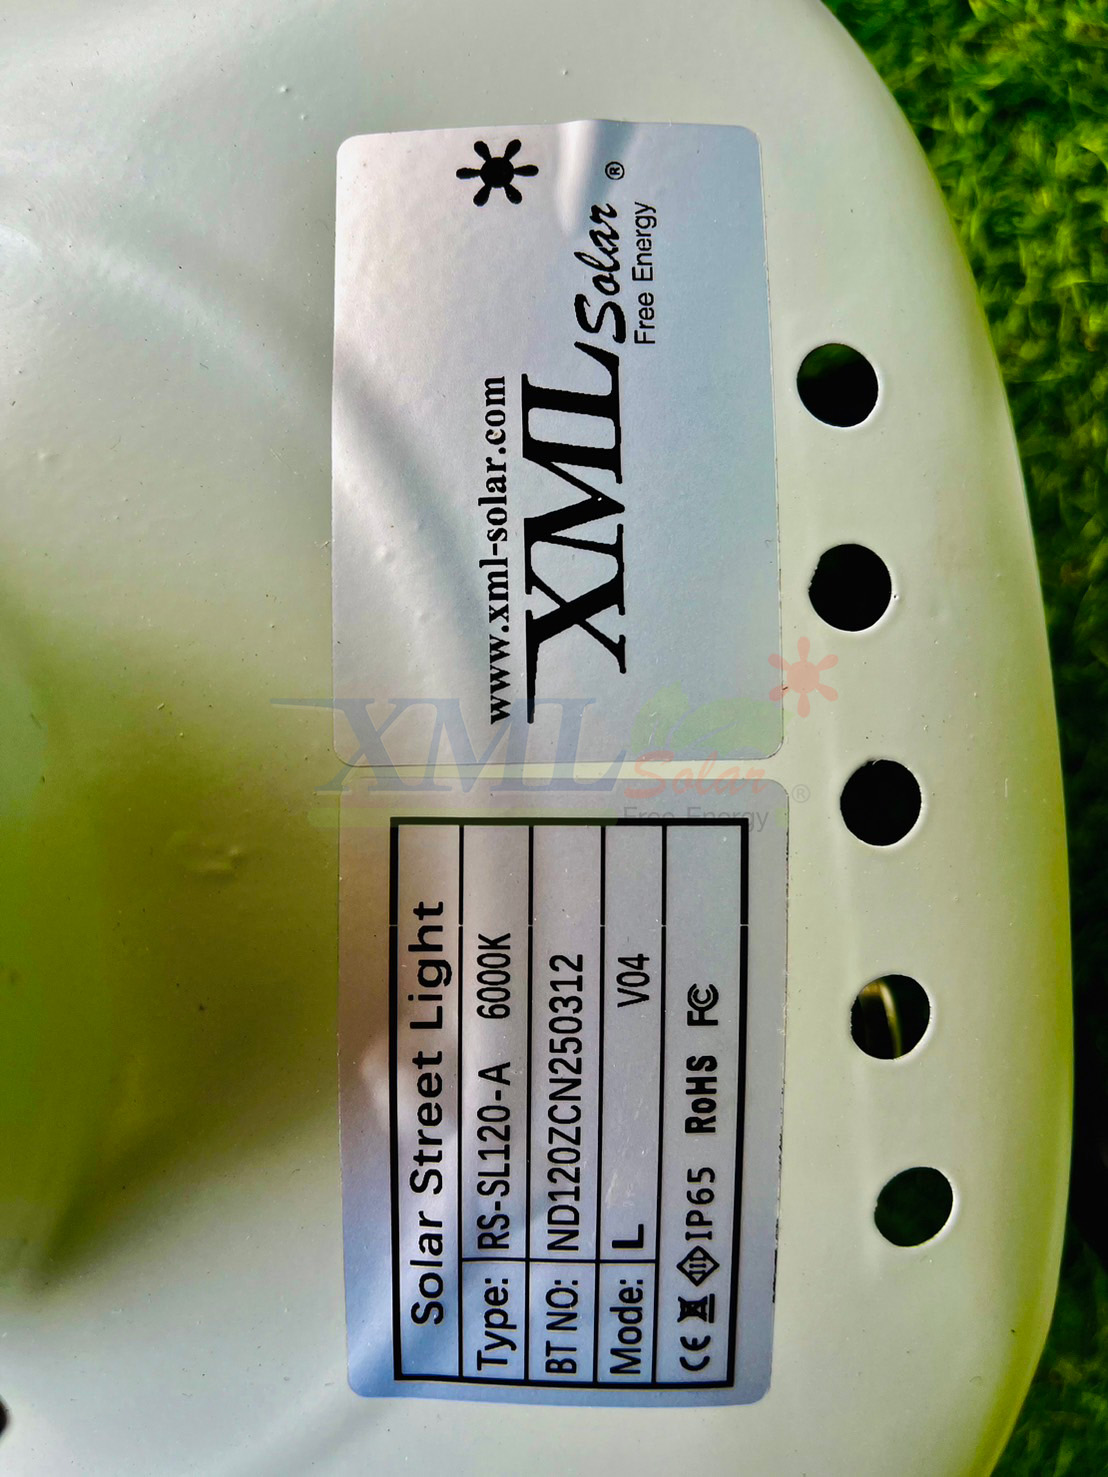 www.xml-solar.com
XML Solar ®
Free Energy
Solar Street Light
Type: RS-SL120-A 6000K
BT NO: ND120ZCN250312
Mode: L V04
CE IP65 RoHS FC
XML Solar ®
Free Energy